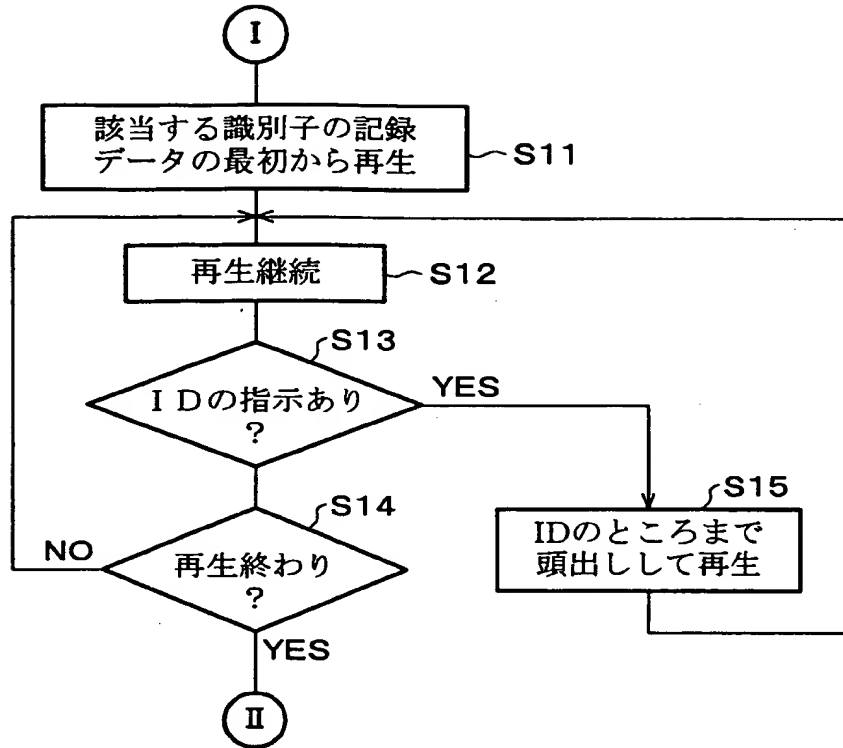 I
該当する識別子の記録
データの最初から再生
S11
再生継続
S12
S13
IDの指示あり
?
YES
S14
再生終わり
?
NO
YES
S15
IDのところまで
頭出しして再生
II